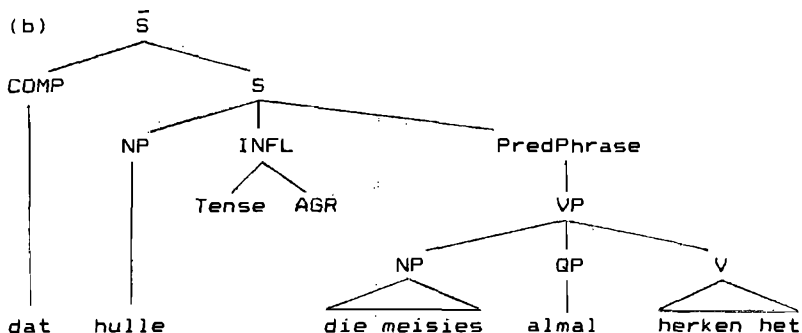 (b) S̄
COMP S
NP INFL PredPhrase
Tense AGR VP
NP QP V
dat hulle die meisies almal herken het